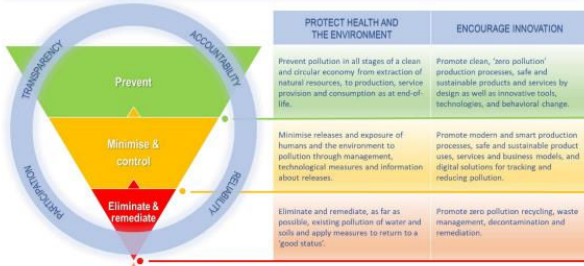 PROTECT HEALTH AND
THE ENVIRONMENT
ENCOURAGE INNOVATION
TRANSPARENCY
ACCOUNTABILITY
PARTICIPATION
RELIABILITY
Prevent
Prevent pollution in all stages of a clean
and circular economy from extraction of
natural resources, to production, service
provision and consumption as at end-of-
life.
Promote clean, 'zero pollution'
production processes, safe and
sustainable products and services by
design as well as innovative tools,
technologies, and behavioral change.
Minimise &
control
Minimise releases and exposure of
humans and the environment to
pollution through management,
technological measures and information
about releases.
Promote modern and smart production
processes, safe and sustainable product
uses, services and business models, and
digital solutions for tracking and
reducing pollution.
Eliminate &
remediate
Eliminate and remediate, as far as
possible, existing pollution of water and
soils and apply measures to return to a
'good status'.
Promote zero pollution recycling, waste
management, decontamination and
remediation.